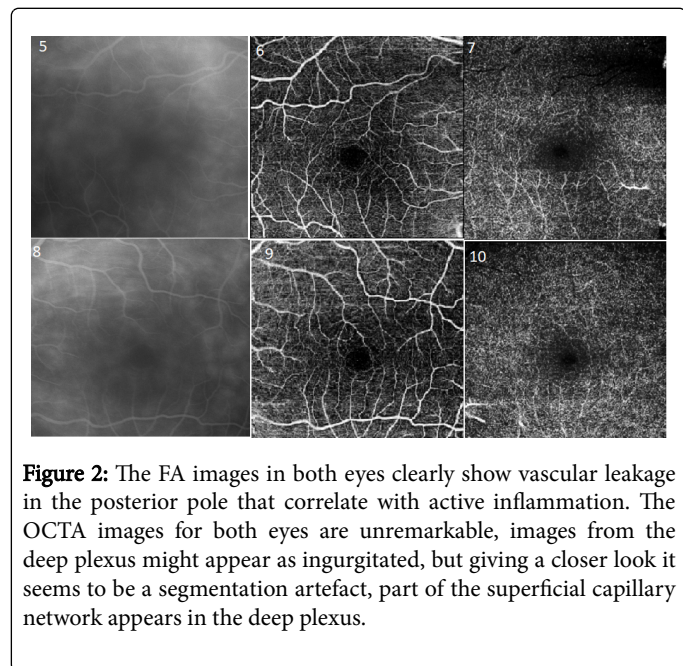 5 6 7
8 9 10
Figure 2: The FA images in both eyes clearly show vascular leakage
in the posterior pole that correlate with active inflammation. The
OCTA images for both eyes are unremarkable, images from the
deep plexus might appear as ingurgitated, but giving a closer look it
seems to be a segmentation artefact, part of the superficial capillary
network appears in the deep plexus.